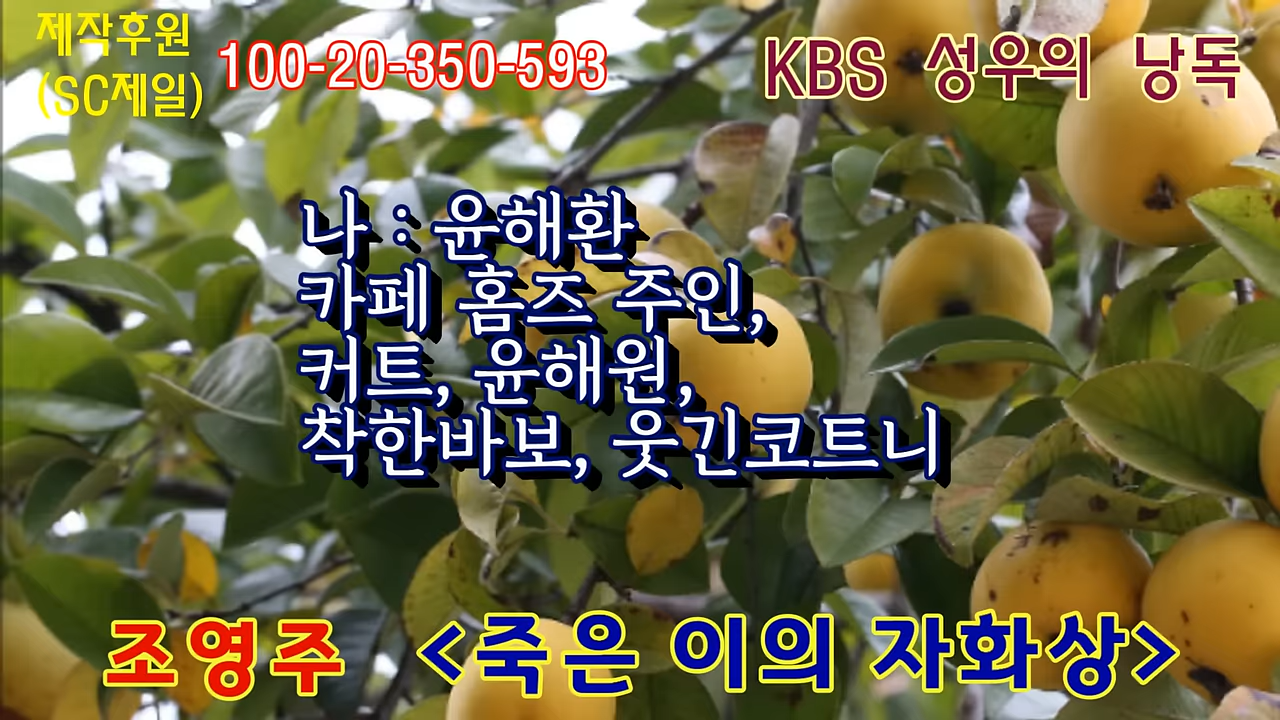 제작후원
(SC제일)
100-20-350-593
KBS 성우의 낭독
나 : 윤해환
카페 홈즈 주인,
커트, 윤해원,
착한바보, 웃긴코트니
조영주 <죽은 이의 자화상>